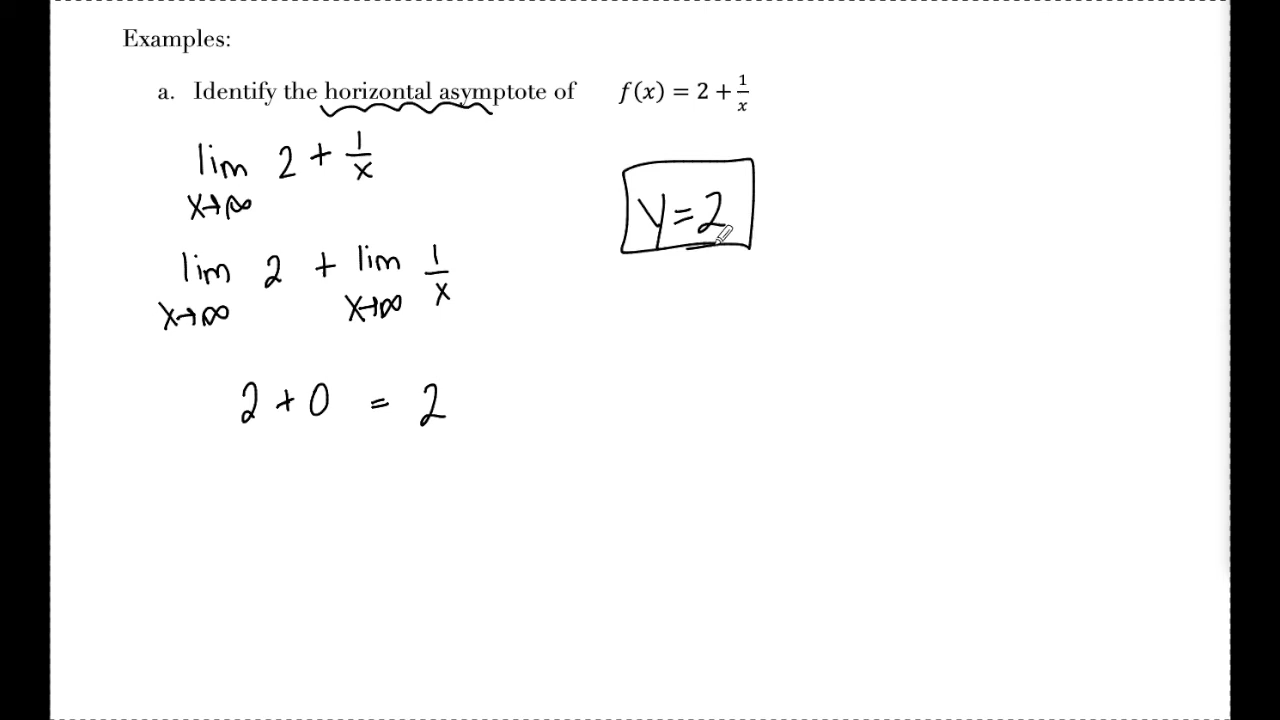 Examples:
a. Identify the horizontal asymptote of f(x) = 2 + 1/x
lim 2 + 1/x
x→∞
y=2
lim 2 + lim 1/x
x→∞ x→∞
2 + 0 = 2